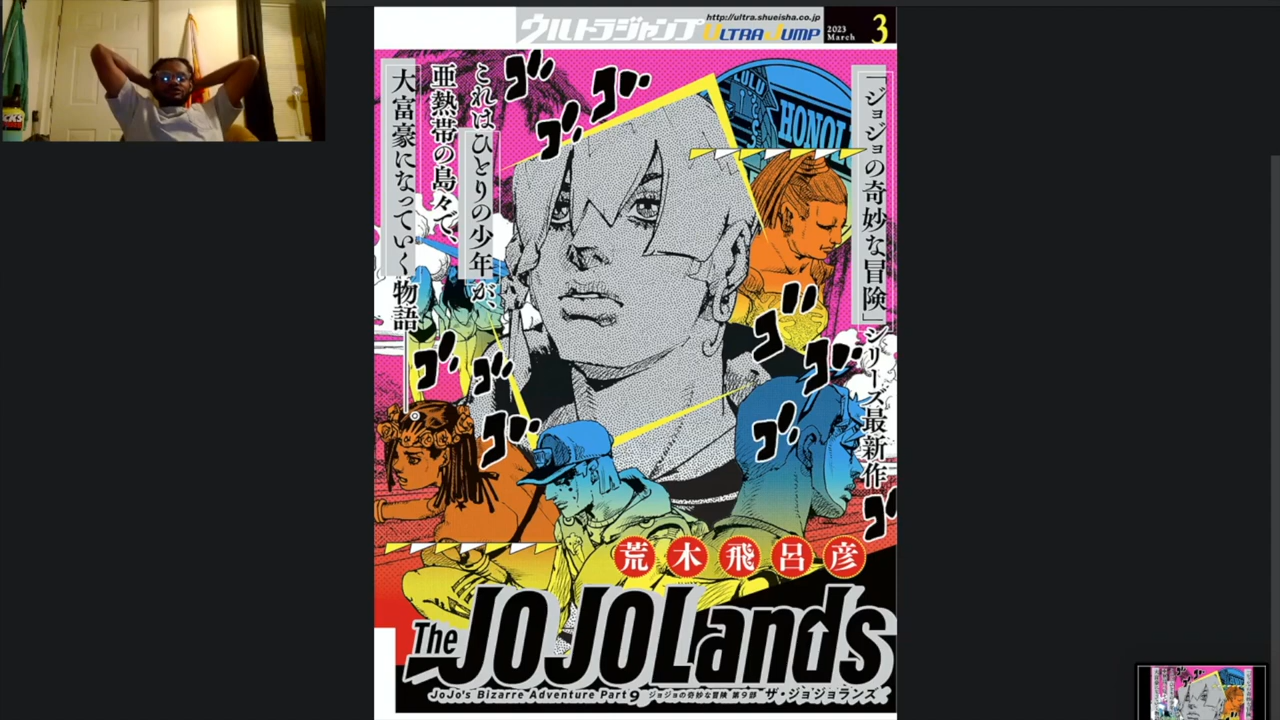 ウルトラジャンプ
http://ultra.shueisha.co.jp
ULTRA JUMP
2023
March
3
「ジョジョの奇妙な冒険」シリーズ最新作
これはひとりの少年が、
亜熱帯の島々で、
大富豪になっていく物語
ゴゴゴ
HONOL
ゴゴゴ
ゴゴゴ
ゴ
荒木飛呂彦
The JOJOLands
JoJo's Bizarre Adventure Part9 ジョジョの奇妙な冒険 第9部 ザ・ジョジョランズ